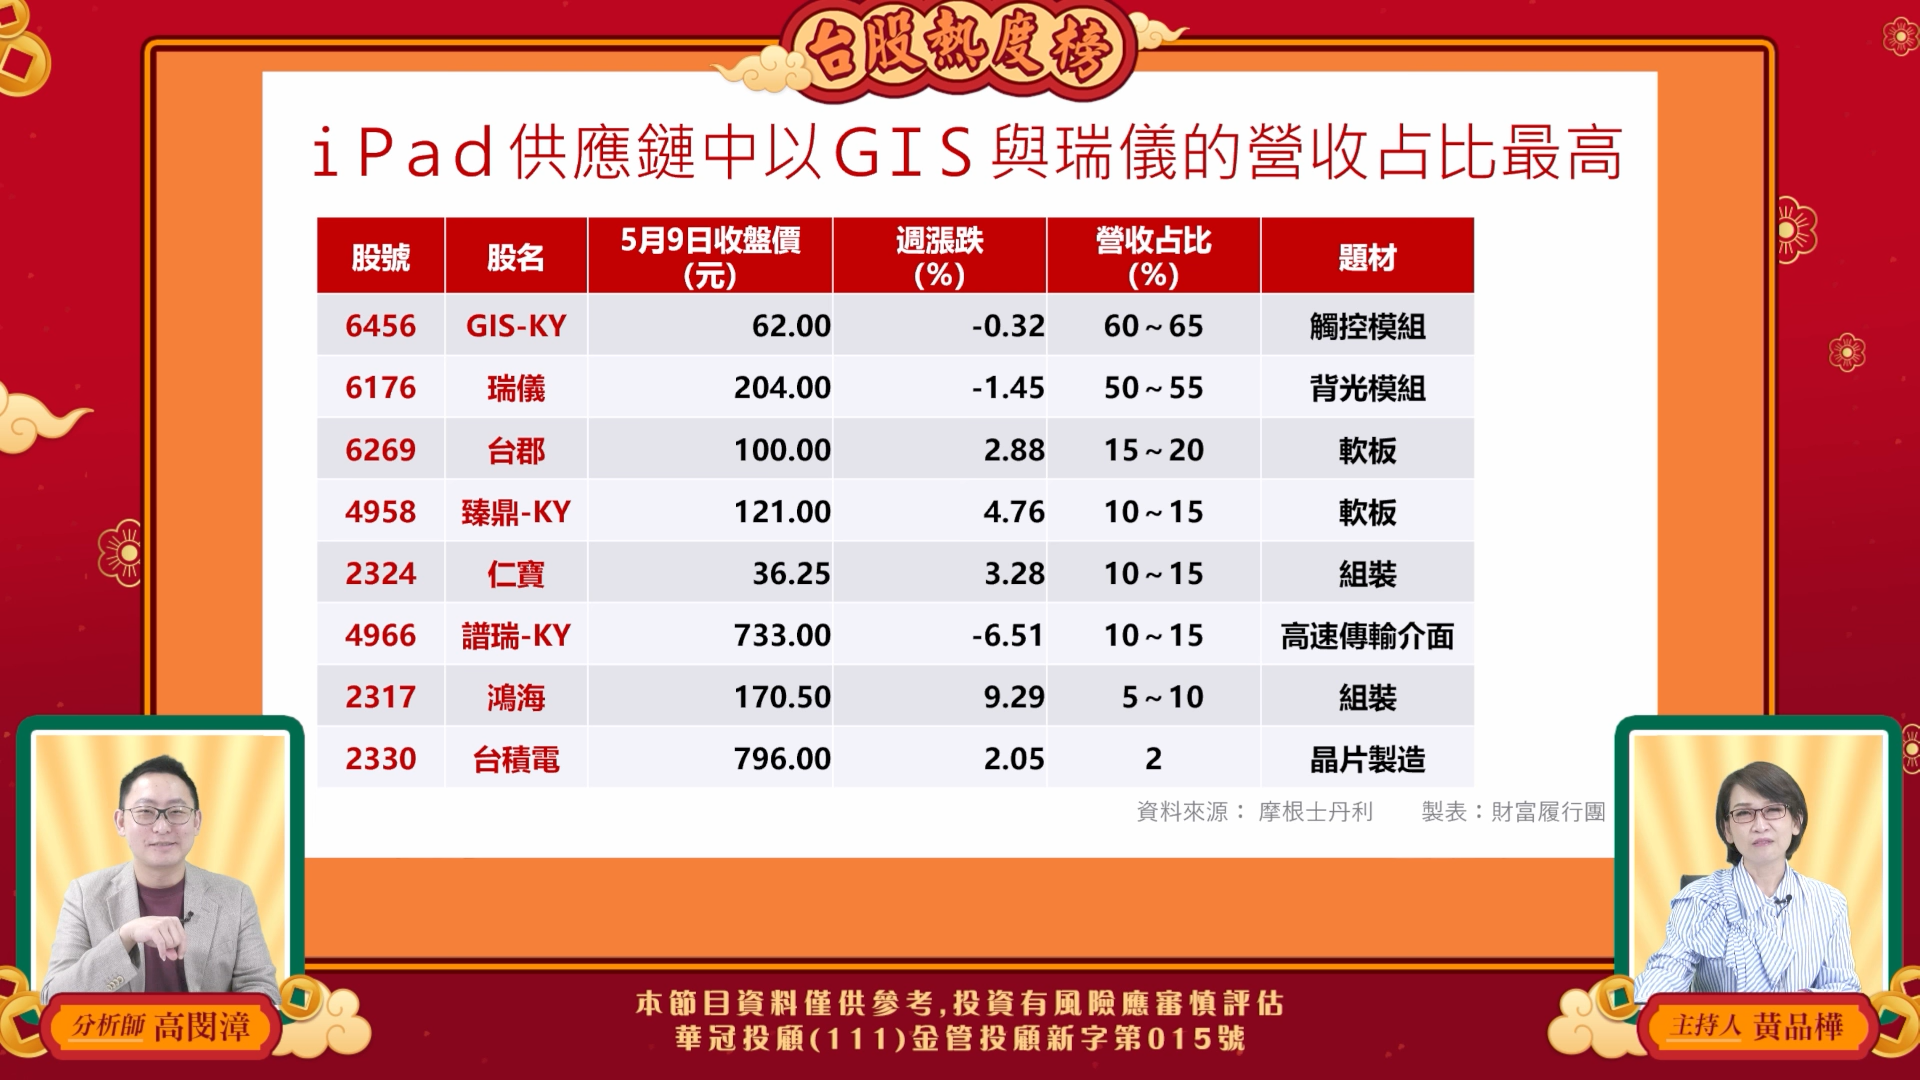 台股熱度榜
iPad供應鏈中以GIS與瑞儀的營收占比最高
股號 股名 5月9日收盤價(元) 週漲跌(%) 營收占比(%) 題材
6456 GIS-KY 62.00 -0.32 60~65 觸控模組
6176 瑞儀 204.00 -1.45 50~55 背光模組
6269 台郡 100.00 2.88 15~20 軟板
4958 臻鼎-KY 121.00 4.76 10~15 軟板
2324 仁寶 36.25 3.28 10~15 組裝
4966 譜瑞-KY 733.00 -6.51 10~15 高速傳輸介面
2317 鴻海 170.50 9.29 5~10 組裝
2330 台積電 796.00 2.05 2 晶片製造
資料來源： 摩根士丹利 製表：財富履行團
分析師 高閔漳
本節目資料僅供參考,投資有風險應審慎評估
華冠投顧(111)金管投顧新字第015號
主持人 黃品樺